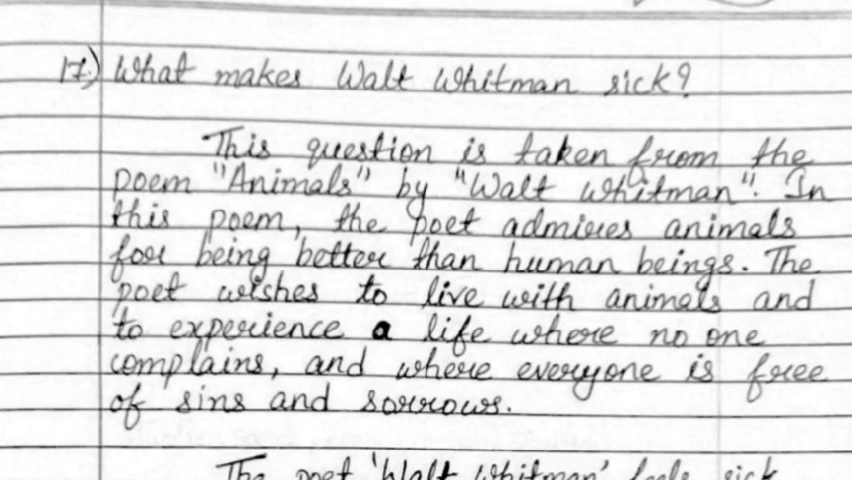 17.) What makes Walt Whitman sick?
This question is taken from the
poem "Animals" by "Walt Whitman". In
this poem, the poet admires animals
for being better than human beings. The
poet wishes to live with animals and
to experience a life where no one
complains, and where everyone is free
of sins and sorrows.
The poet 'Walt Whitman' feels sick